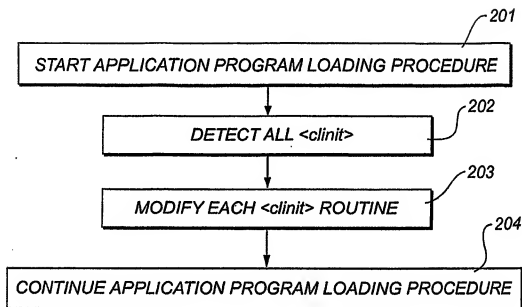 201
START APPLICATION PROGRAM LOADING PROCEDURE
202
DETECT ALL <clinit>
203
MODIFY EACH <clinit> ROUTINE
204
CONTINUE APPLICATION PROGRAM LOADING PROCEDURE